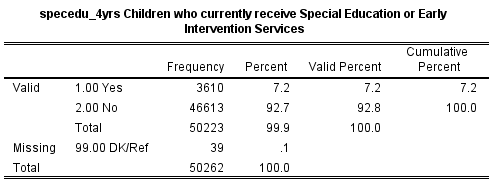 specedu_4yrs Children who currently receive Special Education or Early
Intervention Services
Frequency Percent Valid Percent Cumulative Percent
Valid 1.00 Yes 3610 7.2 7.2 7.2
2.00 No 46613 92.7 92.8 100.0
Total 50223 99.9 100.0
Missing 99.00 DK/Ref 39 .1
Total 50262 100.0